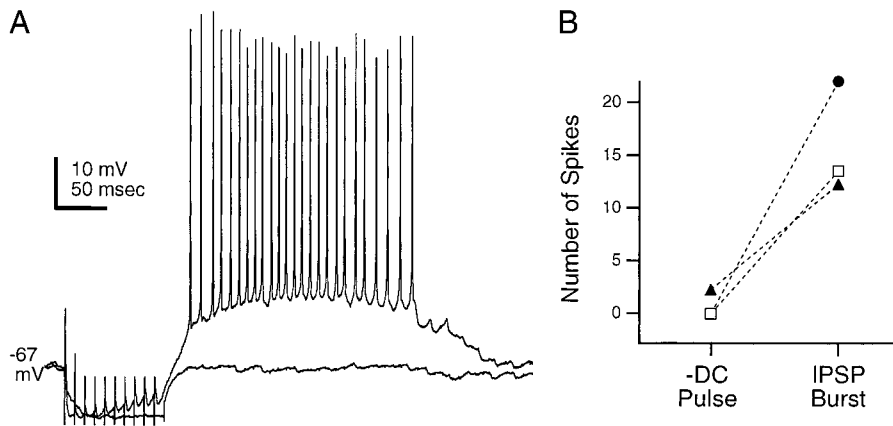 A
10 mV
50 msec
-67
mV
B
Number of Spikes
20
15
10
5
0
-DC
Pulse
IPSP
Burst